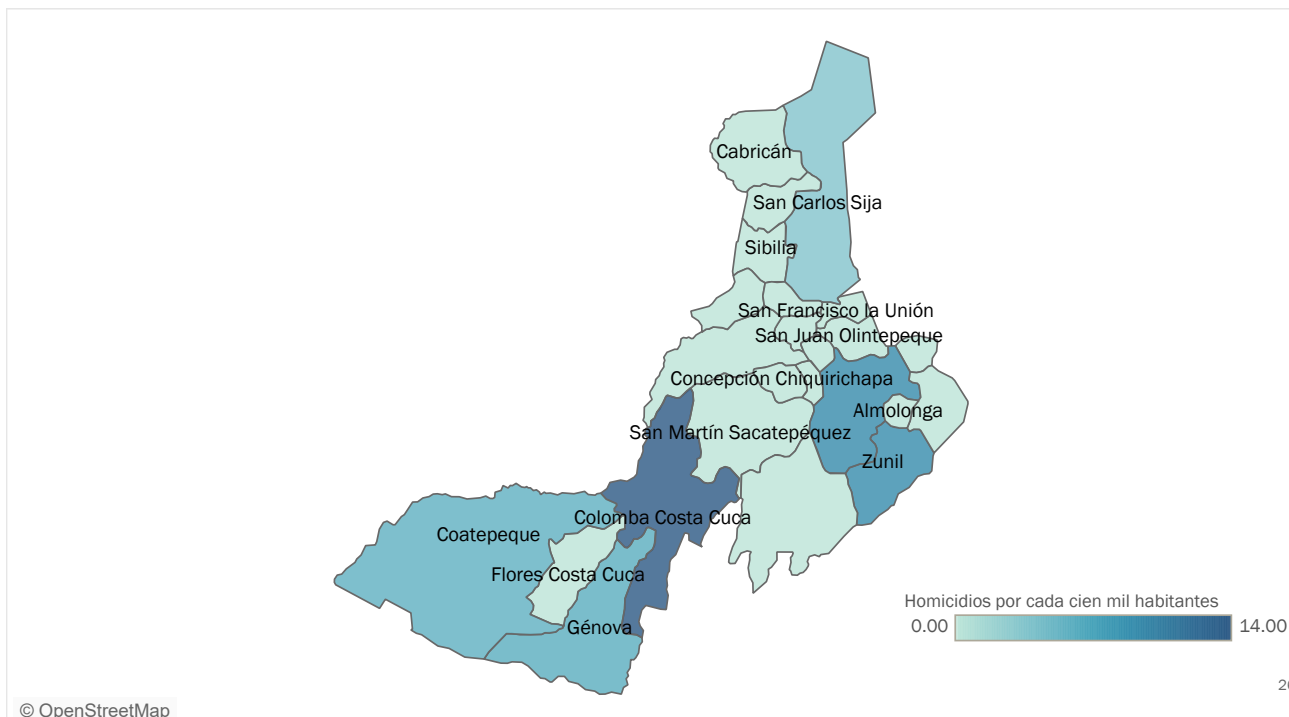 Cabricán
San Carlos Sija
Sibilia
San Francisco la Unión
San Juan Olintepeque
Concepción Chiquirichapa
Almolonga
San Martín Sacatepéquez
Zunil
Colomba Costa Cuca
Coatepeque
Flores Costa Cuca
Génova
Homicidios por cada cien mil habitantes
0.00 14.00
© OpenStreetMap